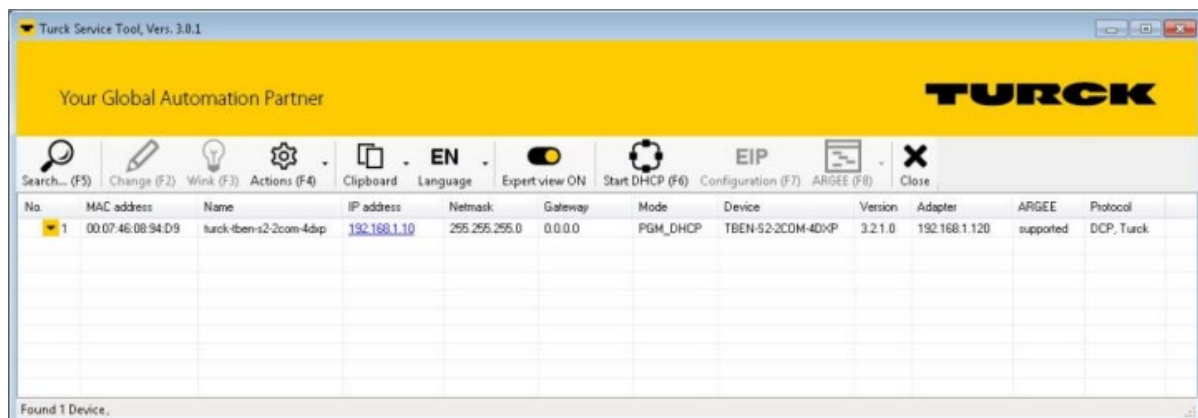 Turck Service Tool, Vers. 3.0.1
Your Global Automation Partner
TURCK
Search... (F5) Change (F2) Wink (F3) Actions (F4) Clipboard EN Language Expert view ON Start DHCP (F6) EIP Configuration (F7) ARGEE (F8) Close
No. MAC address Name IP address Netmask Gateway Mode Device Version Adapter ARGEE Protocol
1 00:07:46:08:94:D9 turck-tben-s2-2com-4dxp 192.168.1.10 255.255.255.0 0.0.0.0 PGM_DHCP TBEN-S2-2COM-4DXP 3.2.1.0 192.168.1.120 supported DCP, Turck
Found 1 Device.